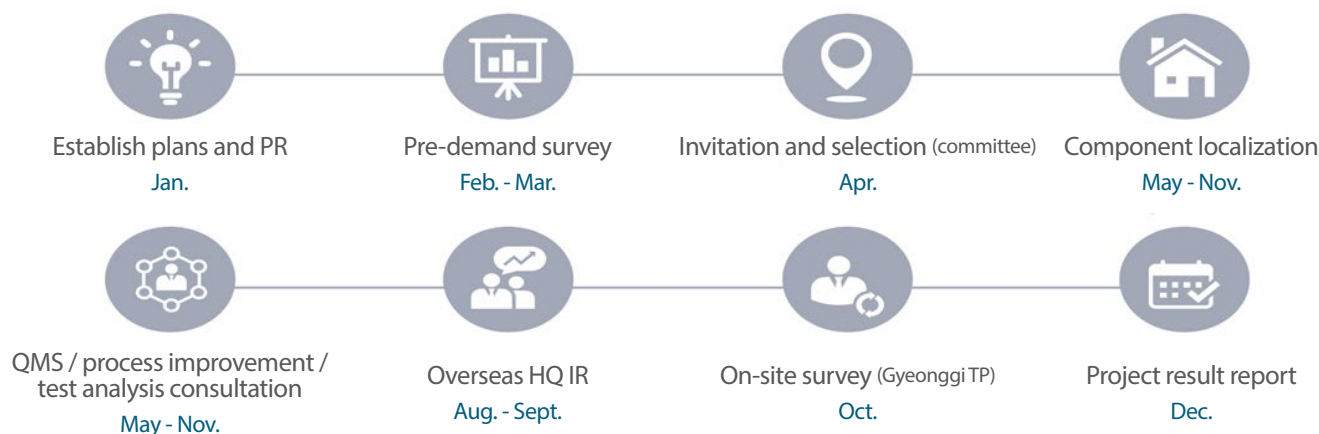 Establish plans and PR
Jan.
Pre-demand survey
Feb. - Mar.
Invitation and selection (committee)
Apr.
Component localization
May - Nov.
QMS / process improvement /
test analysis consultation
May - Nov.
Overseas HQ IR
Aug. - Sept.
On-site survey (Gyeonggi TP)
Oct.
Project result report
Dec.